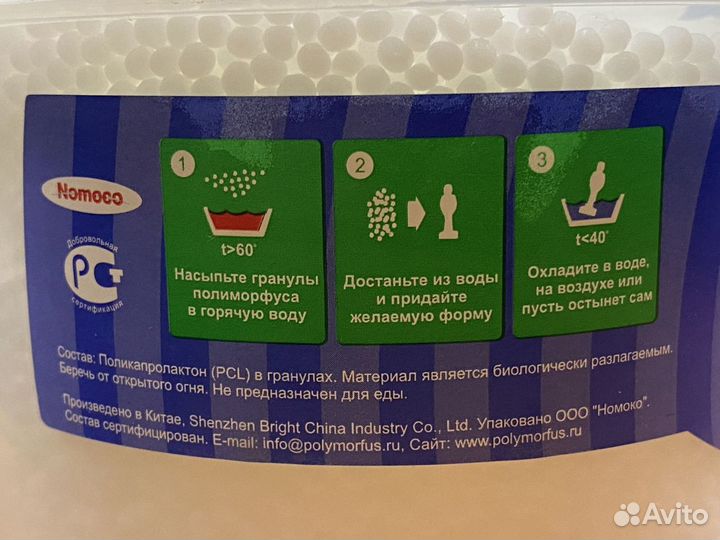 Nomoco
Добровольная
РСТ
сертификация
1
t>60°
Насыпьте гранулы
полиморфуса
в горячую воду
2
Достаньте из воды
и придайте
желаемую форму
3
t<40°
Охладите в воде,
на воздухе или
пусть остынет сам
Состав: Поликапролактон (PCL) в гранулах. Материал является биологически разлагаемым.
Беречь от открытого огня. Не предназначен для еды.
Произведено в Китае, Shenzhen Bright China Industry Co., Ltd. Упаковано ООО "Номоко".
Состав сертифицирован. E-mail: info@polymorfus.ru, Сайт: www.polymorfus.ru
Avito